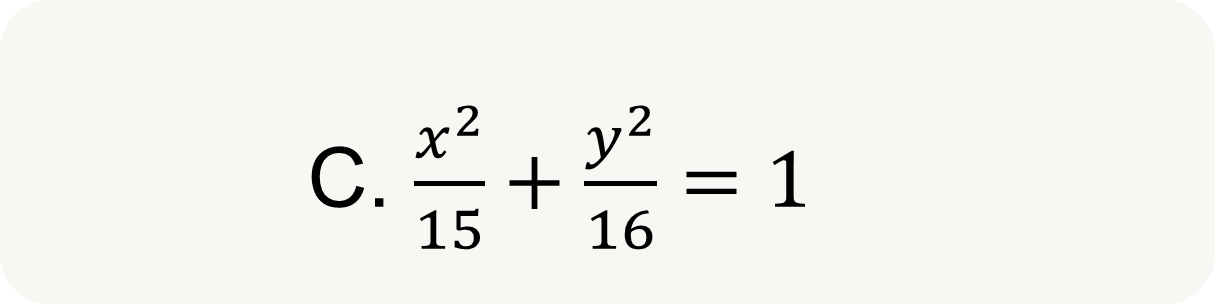 C. x²/15 + y²/16 = 1